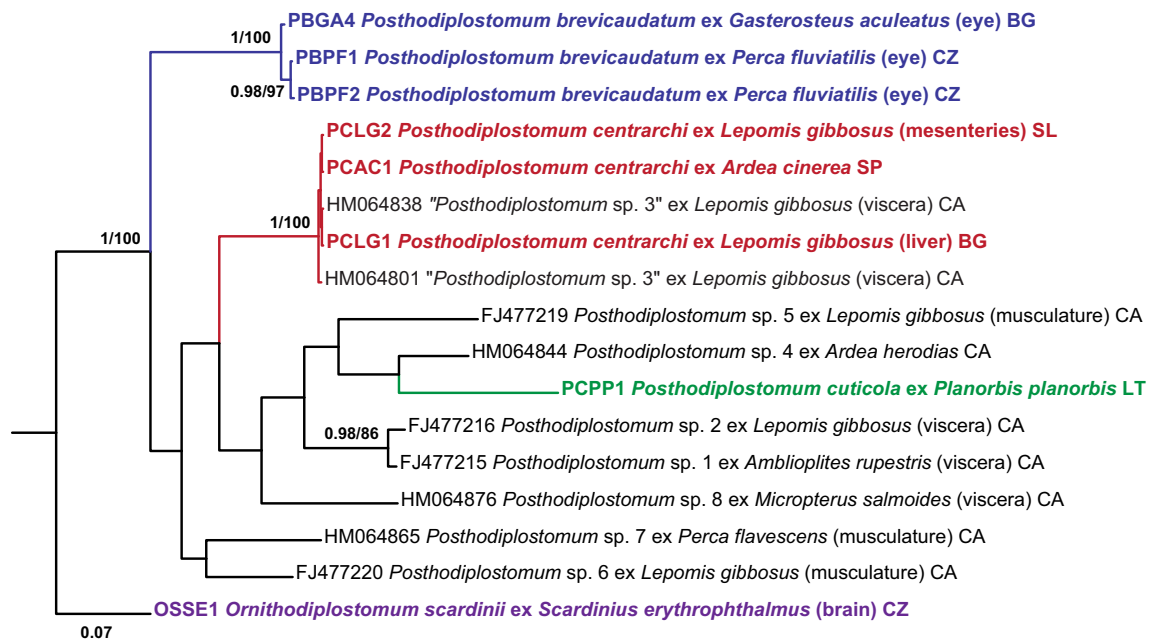 PBGA4 Posthodiplostomum brevicaudatum ex Gasterosteus aculeatus (eye) BG
1/100
PBPF1 Posthodiplostomum brevicaudatum ex Perca fluviatilis (eye) CZ
0.98/97
PBPF2 Posthodiplostomum brevicaudatum ex Perca fluviatilis (eye) CZ
PCLG2 Posthodiplostomum centrarchi ex Lepomis gibbosus (mesenteries) SL
PCAC1 Posthodiplostomum centrarchi ex Ardea cinerea SP
HM064838 "Posthodiplostomum sp. 3" ex Lepomis gibbosus (viscera) CA
1/100
1/100
PCLG1 Posthodiplostomum centrarchi ex Lepomis gibbosus (liver) BG
HM064801 "Posthodiplostomum sp. 3" ex Lepomis gibbosus (viscera) CA
FJ477219 Posthodiplostomum sp. 5 ex Lepomis gibbosus (musculature) CA
HM064844 Posthodiplostomum sp. 4 ex Ardea herodias CA
PCPP1 Posthodiplostomum cuticola ex Planorbis planorbis LT
0.98/86
FJ477216 Posthodiplostomum sp. 2 ex Lepomis gibbosus (viscera) CA
FJ477215 Posthodiplostomum sp. 1 ex Amblioplites rupestris (viscera) CA
HM064876 Posthodiplostomum sp. 8 ex Micropterus salmoides (viscera) CA
HM064865 Posthodiplostomum sp. 7 ex Perca flavescens (musculature) CA
FJ477220 Posthodiplostomum sp. 6 ex Lepomis gibbosus (musculature) CA
OSSE1 Ornithodiplostomum scardinii ex Scardinius erythrophthalmus (brain) CZ
0.07